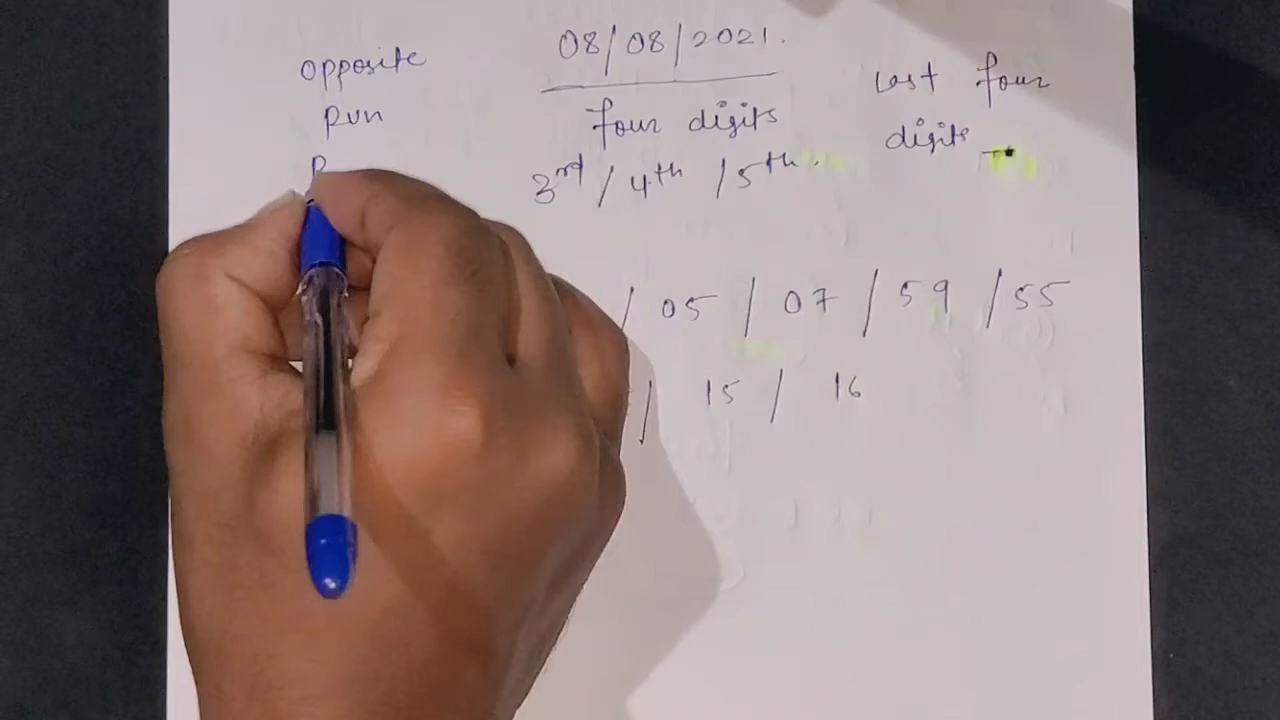 08/08/2021.
opposite
Run
four digits
3rd / 4th / 5th.
Last four
digits
/ 05 / 07 / 59 / 55
/ 15 / 16